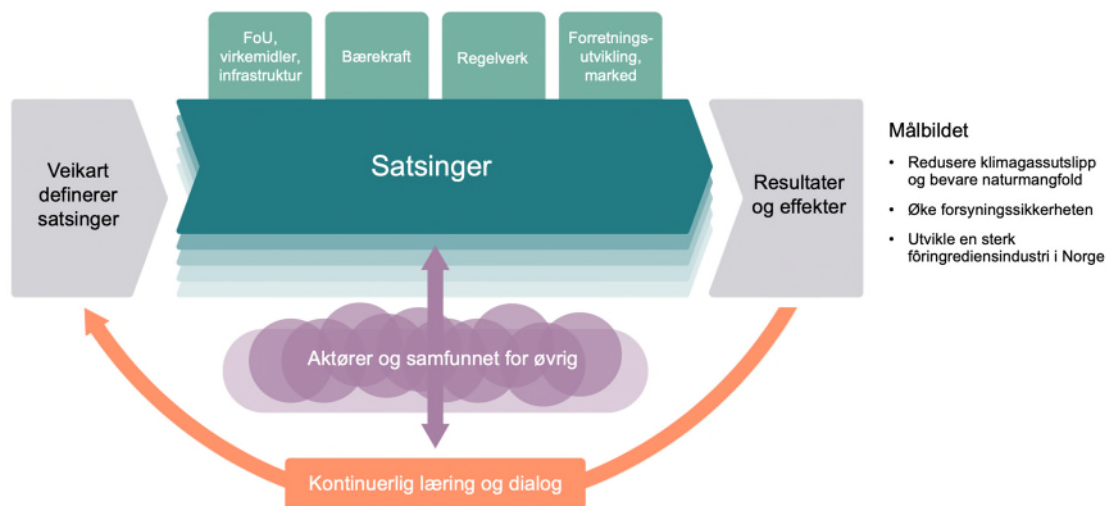 FoU,
virkemidler,
infrastruktur
Bærekraft
Regelverk
Forretnings-
utvikling,
marked
Veikart
definerer
satsinger
Satsinger
Resultater
og effekter
Målbildet
• Redusere klimagassutslipp
og bevare naturmangfold
• Øke forsyningssikkerheten
• Utvikle en sterk
fôringrediensindustri i Norge
Aktører og samfunnet for øvrig
Kontinuerlig læring og dialog